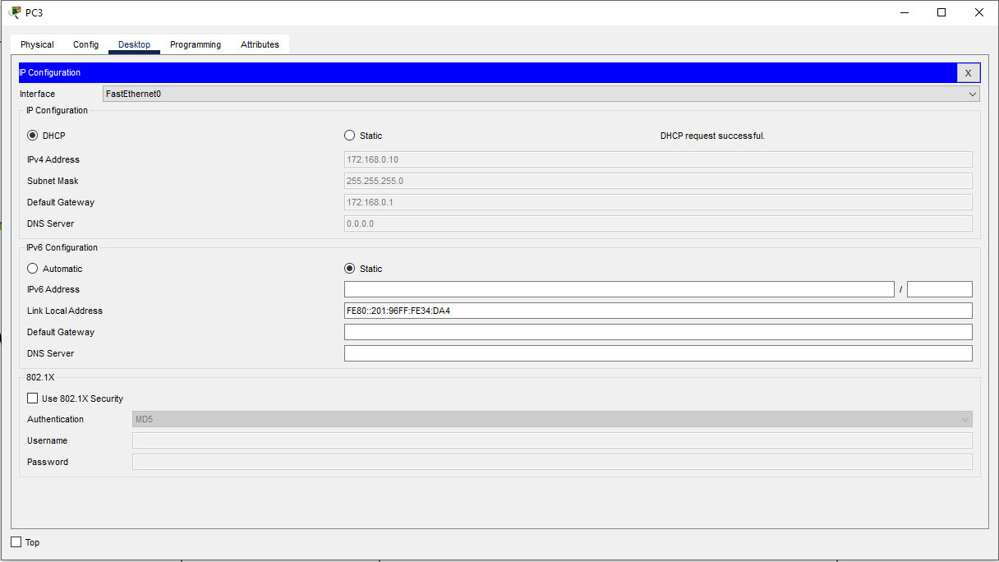 PC3
Physical Config Desktop Programming Attributes
IP Configuration X
Interface FastEthernet0
IP Configuration
DHCP Static DHCP request successful.
IPv4 Address 172.168.0.10
Subnet Mask 255.255.255.0
Default Gateway 172.168.0.1
DNS Server 0.0.0.0
IPv6 Configuration
Automatic Static
IPv6 Address /
Link Local Address FE80::201:96FF:FE34:DA4
Default Gateway
DNS Server
802.1X
Use 802.1X Security
Authentication MD5
Username
Password
Top